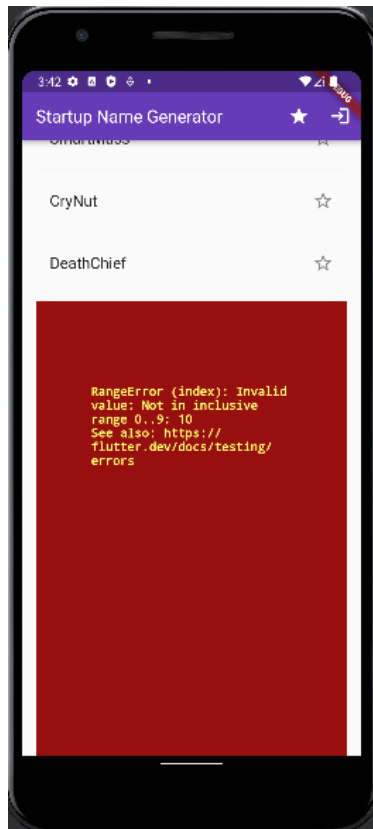 3:42
DEBUG
Startup Name Generator
CryNut
DeathChief
RangeError (index): Invalid
value: Not in inclusive
range 0..9: 10
See also: https://
flutter.dev/docs/testing/
errors